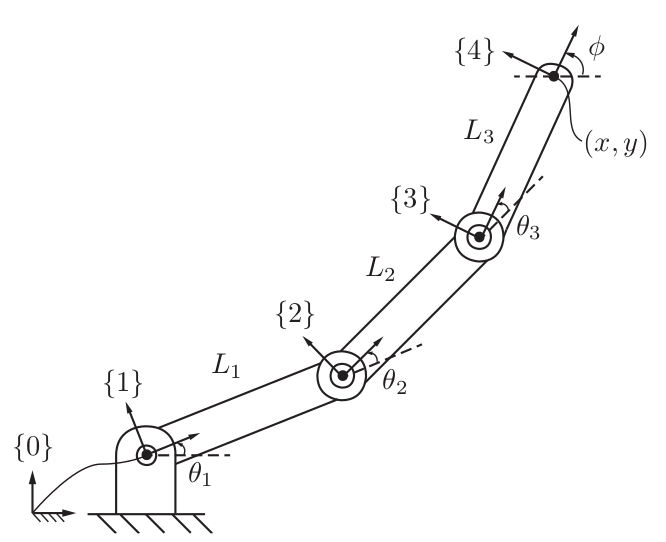 {4}
ϕ
L₃
(x, y)
{3}
θ₃
L₂
{2}
L₁
θ₂
{1}
{0}
θ₁